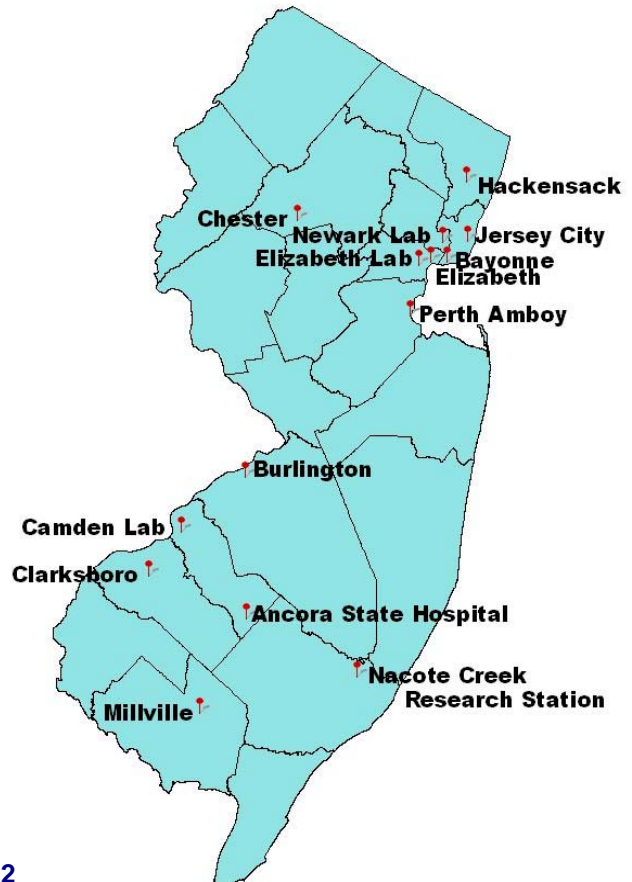 Hackensack
Chester
Newark Lab
Jersey City
Elizabeth Lab
Bayonne
Elizabeth
Perth Amboy
Burlington
Camden Lab
Clarksboro
Ancora State Hospital
Nacote Creek
Research Station
Millville
2